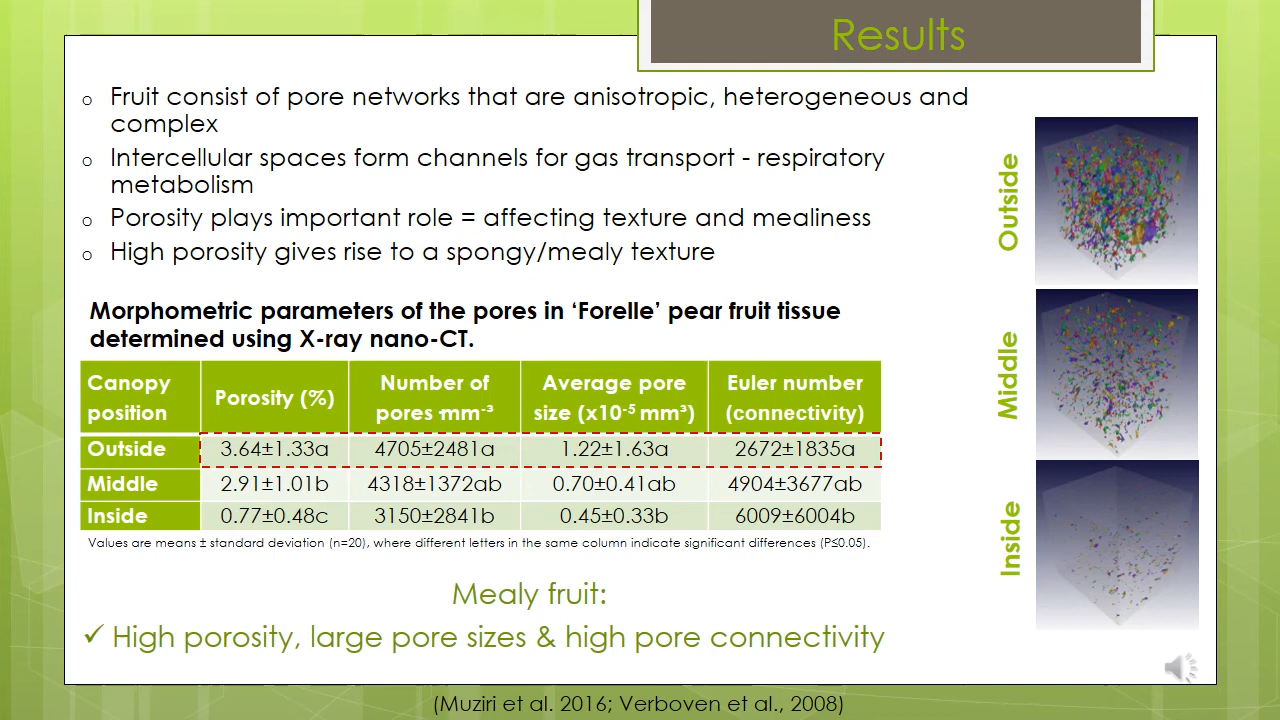 Results
o Fruit consist of pore networks that are anisotropic, heterogeneous and
complex
o Intercellular spaces form channels for gas transport - respiratory
metabolism
o Porosity plays important role = affecting texture and mealiness
o High porosity gives rise to a spongy/mealy texture
Morphometric parameters of the pores in ‘Forelle’ pear fruit tissue
determined using X-ray nano-CT.
Canopy position | Porosity (%) | Number of pores mm⁻³ | Average pore size (x10⁻⁵ mm³) | Euler number (connectivity)
Outside | 3.64±1.33a | 4705±2481a | 1.22±1.63a | 2672±1835a
Middle | 2.91±1.01b | 4318±1372ab | 0.70±0.41ab | 4904±3677ab
Inside | 0.77±0.48c | 3150±2841b | 0.45±0.33b | 6009±6004b
Values are means ± standard deviation (n=20), where different letters in the same column indicate significant differences (P≤0.05).
Mealy fruit:
✓ High porosity, large pore sizes & high pore connectivity
Outside
Middle
Inside
(Muziri et al. 2016; Verboven et al., 2008)